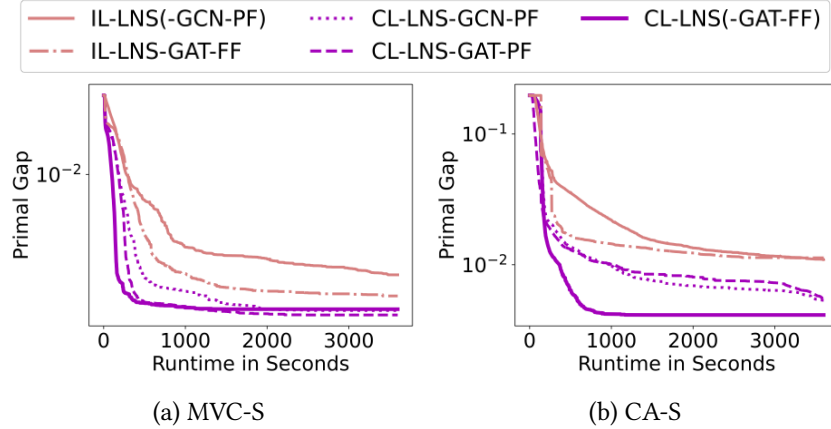 IL-LNS(-GCN-PF) CL-LNS-GCN-PF CL-LNS(-GAT-FF)
IL-LNS-GAT-FF CL-LNS-GAT-PF
Primal Gap
10⁻²
0 1000 2000 3000
Runtime in Seconds
(a) MVC-S
Primal Gap
10⁻¹
10⁻²
0 1000 2000 3000
Runtime in Seconds
(b) CA-S